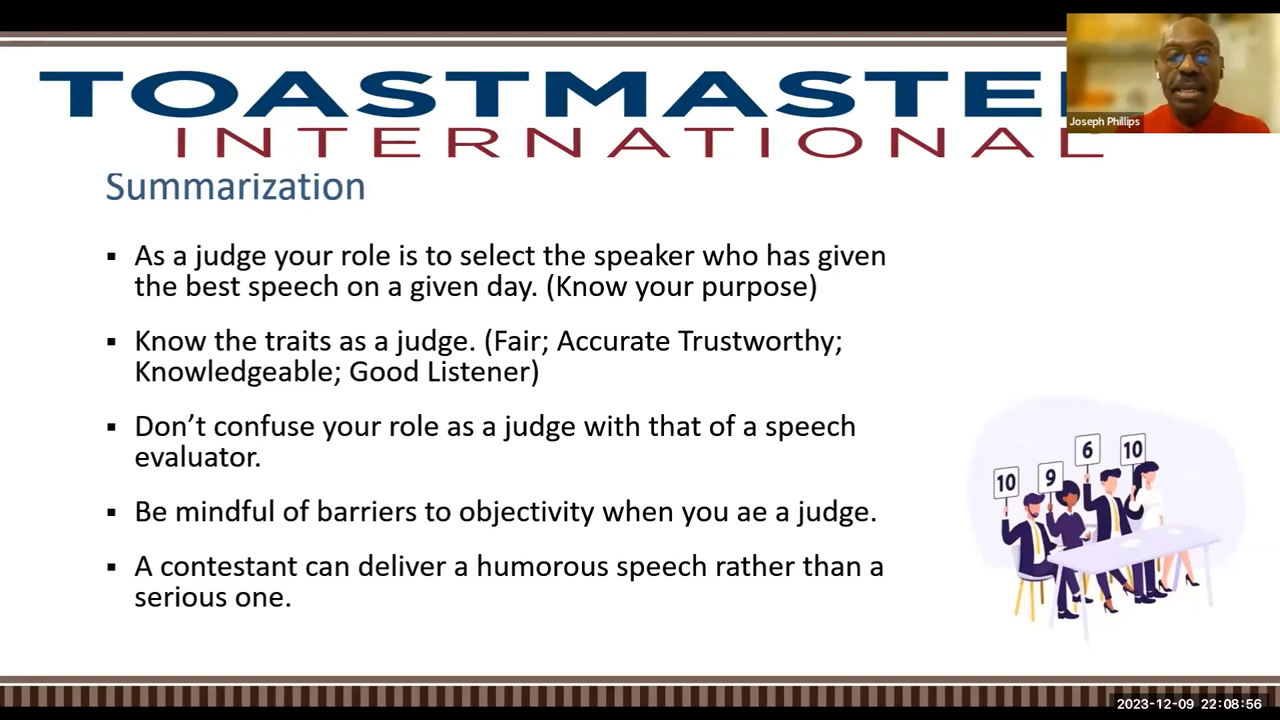 TOASTMASTE
INTERNATIONAL
Joseph Phillips
Summarization
▪ As a judge your role is to select the speaker who has given
the best speech on a given day. (Know your purpose)
▪ Know the traits as a judge. (Fair; Accurate Trustworthy;
Knowledgeable; Good Listener)
▪ Don’t confuse your role as a judge with that of a speech
evaluator.
▪ Be mindful of barriers to objectivity when you ae a judge.
▪ A contestant can deliver a humorous speech rather than a
serious one.
10 9 6 10
2023-12-09 22:08:56